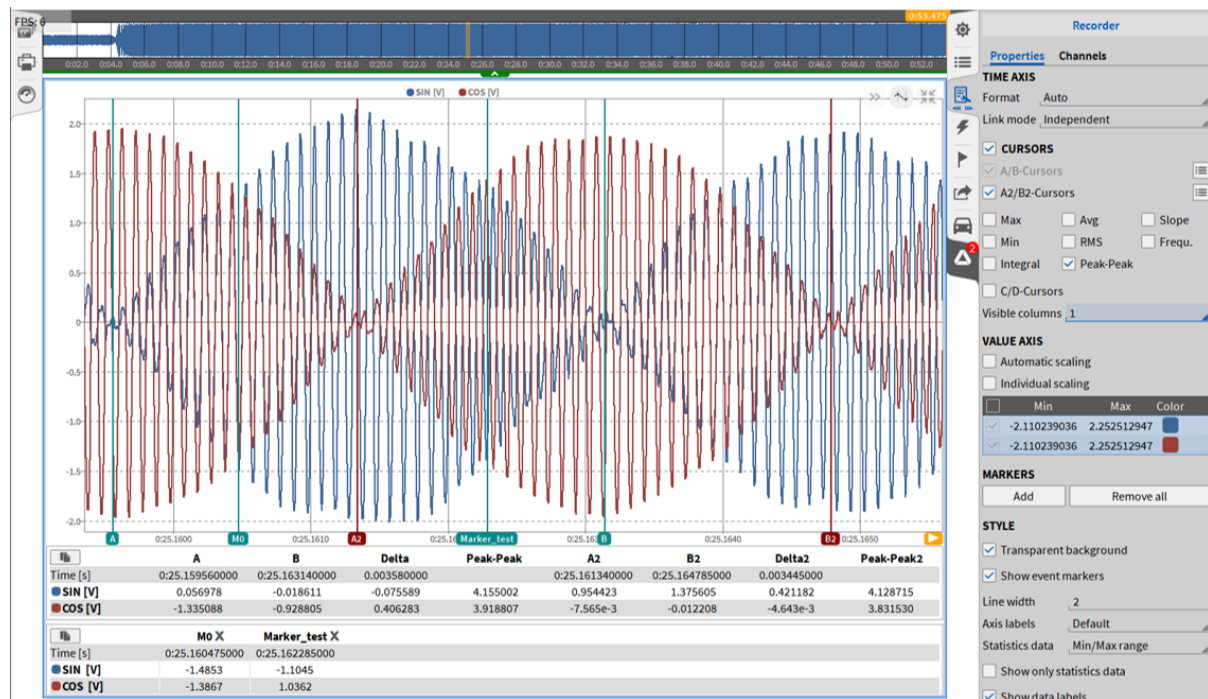 FPS: 6
0:53.475
0:02.0 0:04.0 0:06.0 0:08.0 0:10.0 0:12.0 0:14.0 0:16.0 0:18.0 0:20.0 0:22.0 0:24.0 0:26.0 0:28.0 0:30.0 0:32.0 0:34.0 0:36.0 0:38.0 0:40.0 0:42.0 0:44.0 0:46.0 0:48.0 0:50.0 0:52.0
SIN [V] COS [V]
2.0
1.5
1.0
0.5
0
-0.5
-1.0
-1.5
-2.0
A M0 A2 Marker_test B B2
0:25.1600 0:25.1610 0:25.16 0:25.163 0:25.1640 0:25.1650
A B Delta Peak-Peak A2 B2 Delta2 Peak-Peak2
Time [s] 0:25.159560000 0:25.163140000 0.003580000 0:25.161340000 0:25.164785000 0.003445000
SIN [V] 0.056978 -0.018611 -0.075589 4.155002 0.954423 1.375605 0.421182 4.128715
COS [V] -1.335088 -0.928805 0.406283 3.918807 -7.565e-3 -0.012208 -4.643e-3 3.831530
M0 X Marker_test X
Time [s] 0:25.160475000 0:25.162285000
SIN [V] -1.4853 -1.1045
COS [V] -1.3867 1.0362
2
Recorder
Properties Channels
TIME AXIS
Format Auto
Link mode Independent
CURSORS
A/B-Cursors
A2/B2-Cursors
Max Avg Slope
Min RMS Frequ.
Integral Peak-Peak
C/D-Cursors
Visible columns 1
VALUE AXIS
Automatic scaling
Individual scaling
Min Max Color
-2.110239036 2.252512947
-2.110239036 2.252512947
MARKERS
Add Remove all
STYLE
Transparent background
Show event markers
Line width 2
Axis labels Default
Statistics data Min/Max range
Show only statistics data
Show data labels